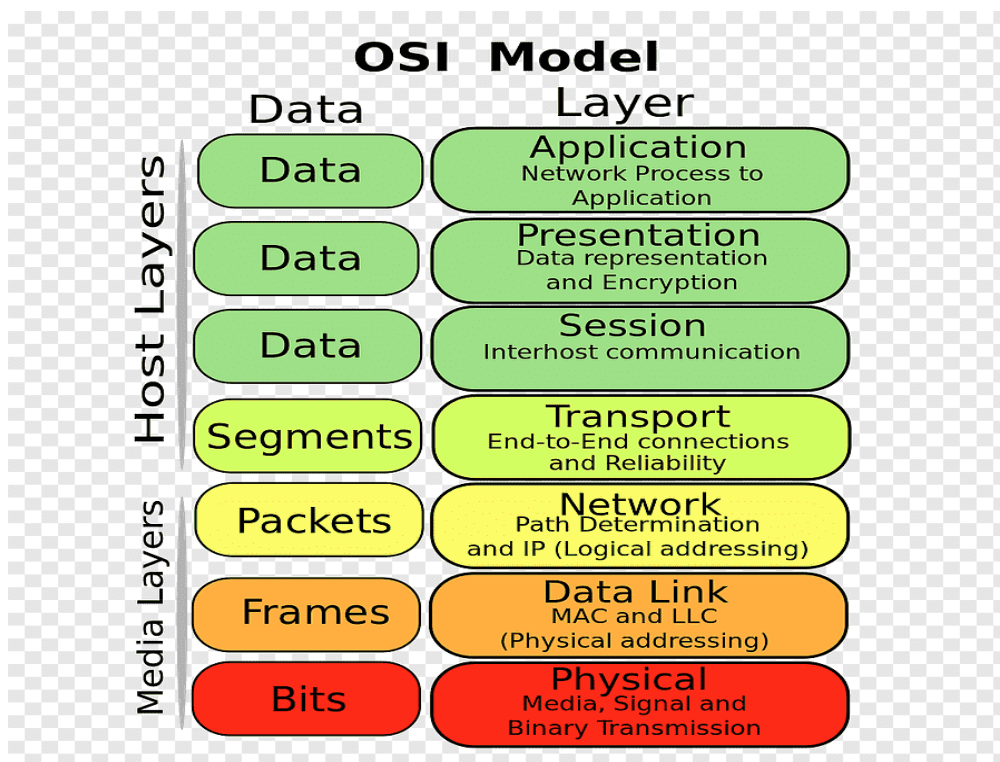 OSI Model
Data
Layer
Host Layers
Data
Application
Network Process to
Application
Data
Presentation
Data representation
and Encryption
Data
Session
Interhost communication
Segments
Transport
End-to-End connections
and Reliability
Media Layers
Packets
Network
Path Determination
and IP (Logical addressing)
Frames
Data Link
MAC and LLC
(Physical addressing)
Bits
Physical
Media, Signal and
Binary Transmission